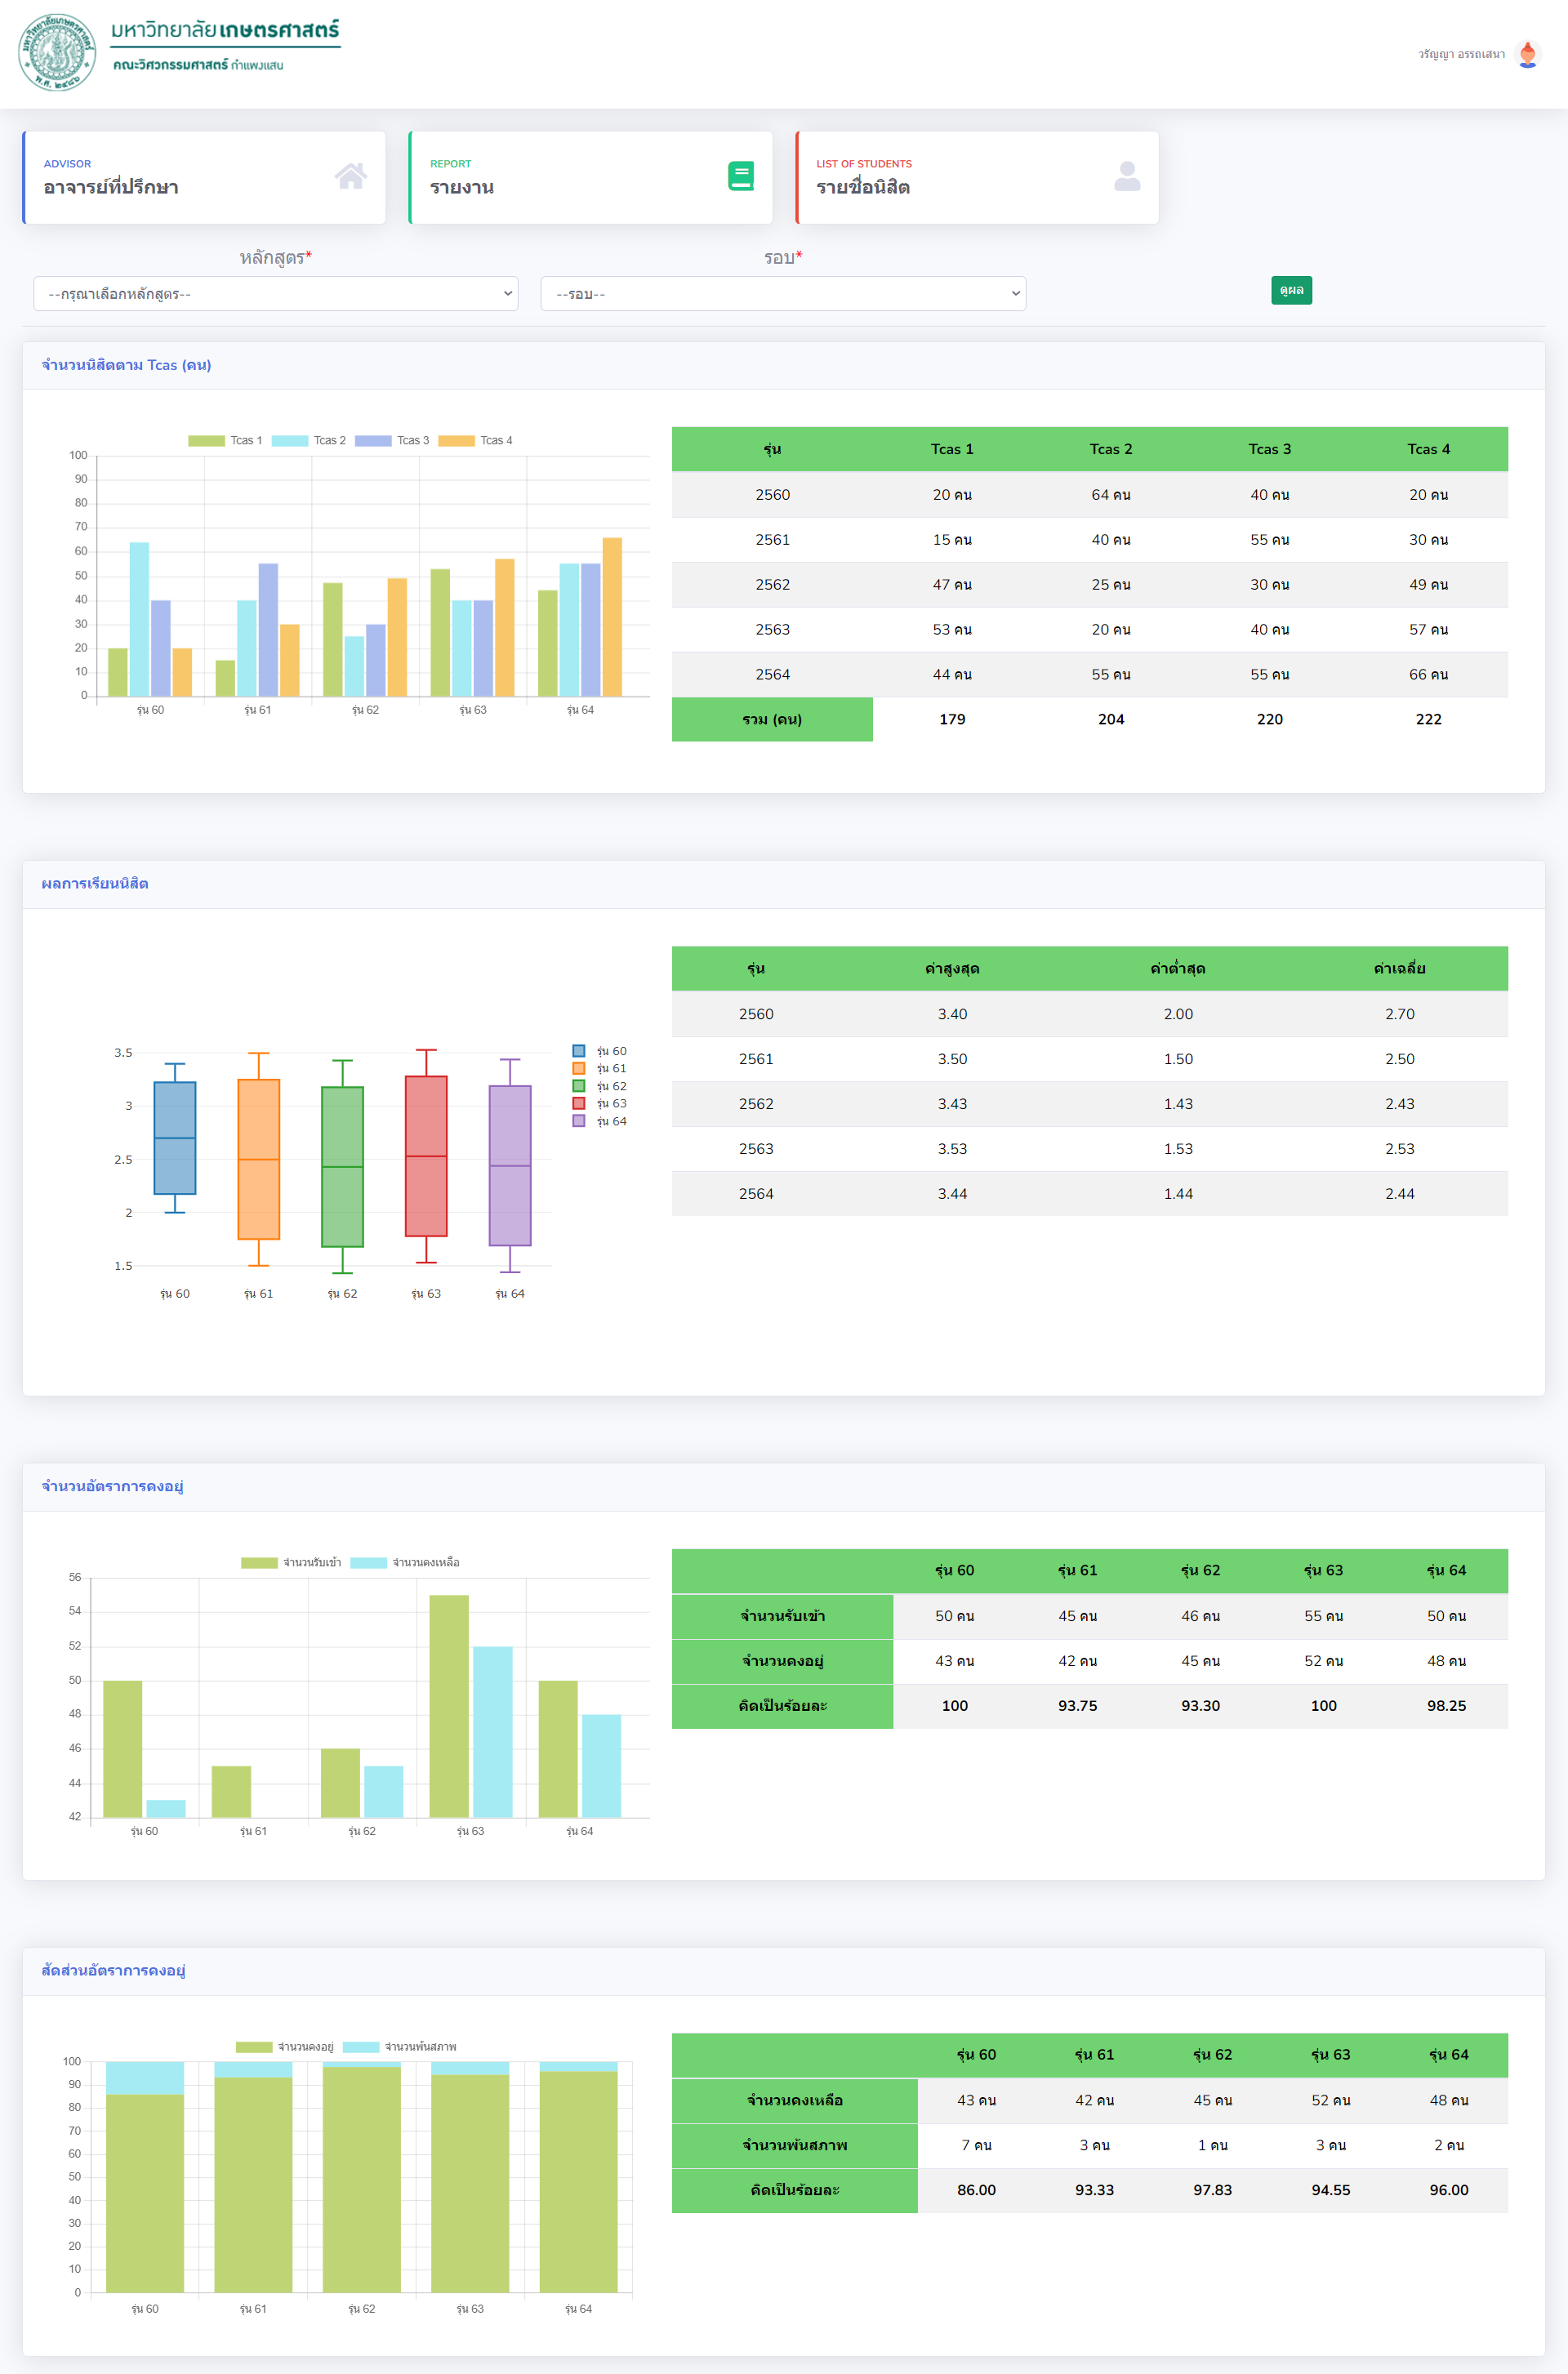 มหาวิทยาลัยเกษตรศาสตร์
คณะวิศวกรรมศาสตร์ กำแพงแสน
มหาวิทยาลัยเกษตรศาสตร์
พ.ศ. ๒๔๘๖
วรัญญา อรรถเสนา
ADVISOR
อาจารย์ที่ปรึกษา
REPORT
รายงาน
LIST OF STUDENTS
รายชื่อนิสิต
หลักสูตร* รอบ*
--กรุณาเลือกหลักสูตร-- --รอบ-- ดูผล
จำนวนนิสิตตาม Tcas (คน)
Tcas 1 Tcas 2 Tcas 3 Tcas 4
100
90
80
70
60
50
40
30
20
10
0
รุ่น 60 รุ่น 61 รุ่น 62 รุ่น 63 รุ่น 64
รุ่น Tcas 1 Tcas 2 Tcas 3 Tcas 4
2560 20 คน 64 คน 40 คน 20 คน
2561 15 คน 40 คน 55 คน 30 คน
2562 47 คน 25 คน 30 คน 49 คน
2563 53 คน 20 คน 40 คน 57 คน
2564 44 คน 55 คน 55 คน 66 คน
รวม (คน) 179 204 220 222
ผลการเรียนนิสิต
3.5
3
2.5
2
1.5
รุ่น 60 รุ่น 61 รุ่น 62 รุ่น 63 รุ่น 64
รุ่น 60
รุ่น 61
รุ่น 62
รุ่น 63
รุ่น 64
รุ่น ค่าสูงสุด ค่าต่ำสุด ค่าเฉลี่ย
2560 3.40 2.00 2.70
2561 3.50 1.50 2.50
2562 3.43 1.43 2.43
2563 3.53 1.53 2.53
2564 3.44 1.44 2.44
จำนวนอัตราการคงอยู่
จำนวนรับเข้า จำนวนคงเหลือ
56
54
52
50
48
46
44
42
รุ่น 60 รุ่น 61 รุ่น 62 รุ่น 63 รุ่น 64
รุ่น 60 รุ่น 61 รุ่น 62 รุ่น 63 รุ่น 64
จำนวนรับเข้า 50 คน 45 คน 46 คน 55 คน 50 คน
จำนวนคงอยู่ 43 คน 42 คน 45 คน 52 คน 48 คน
คิดเป็นร้อยละ 100 93.75 93.30 100 98.25
สัดส่วนอัตราการคงอยู่
จำนวนคงอยู่ จำนวนพ้นสภาพ
100
90
80
70
60
50
40
30
20
10
0
รุ่น 60 รุ่น 61 รุ่น 62 รุ่น 63 รุ่น 64
รุ่น 60 รุ่น 61 รุ่น 62 รุ่น 63 รุ่น 64
จำนวนคงเหลือ 43 คน 42 คน 45 คน 52 คน 48 คน
จำนวนพ้นสภาพ 7 คน 3 คน 1 คน 3 คน 2 คน
คิดเป็นร้อยละ 86.00 93.33 97.83 94.55 96.00